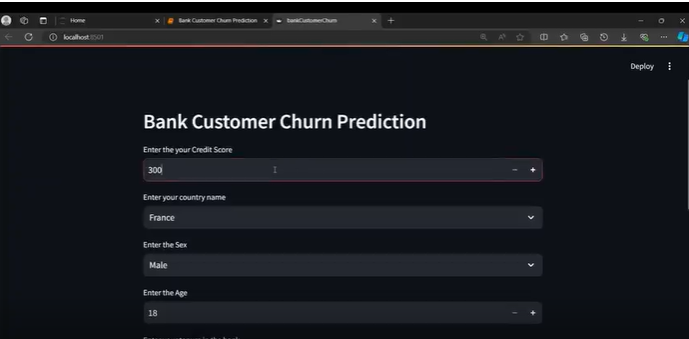 Home
Bank Customer Churn Prediction
bankCustomerChurn
localhost:8501
Deploy
Bank Customer Churn Prediction
Enter the your Credit Score
300
Enter your country name
France
Enter the Sex
Male
Enter the Age
18